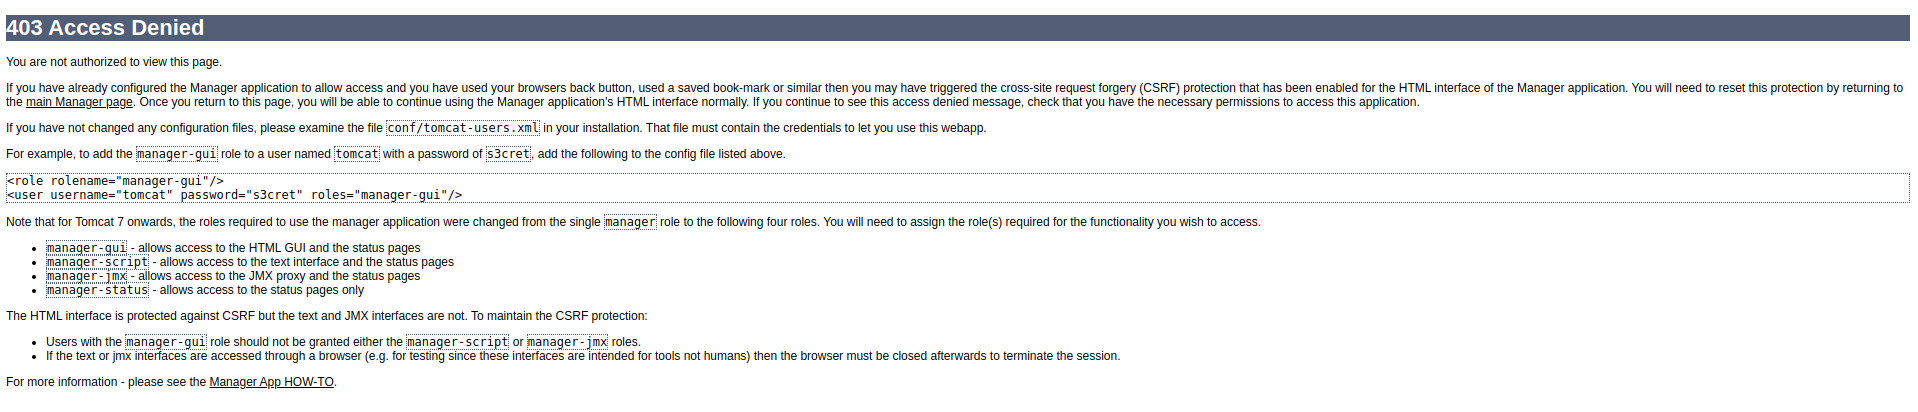 403 Access Denied
You are not authorized to view this page.
If you have already configured the Manager application to allow access and you have used your browsers back button, used a saved book-mark or similar then you may have triggered the cross-site request forgery (CSRF) protection that has been enabled for the HTML interface of the Manager application. You will need to reset this protection by returning to
the main Manager page. Once you return to this page, you will be able to continue using the Manager application's HTML interface normally. If you continue to see this access denied message, check that you have the necessary permissions to access this application.
If you have not changed any configuration files, please examine the file conf/tomcat-users.xml in your installation. That file must contain the credentials to let you use this webapp.
For example, to add the manager-gui role to a user named tomcat with a password of s3cret, add the following to the config file listed above.
<role rolename="manager-gui"/>
<user username="tomcat" password="s3cret" roles="manager-gui"/>
Note that for Tomcat 7 onwards, the roles required to use the manager application were changed from the single manager role to the following four roles. You will need to assign the role(s) required for the functionality you wish to access.
• manager-gui - allows access to the HTML GUI and the status pages
• manager-script - allows access to the text interface and the status pages
• manager-jmx - allows access to the JMX proxy and the status pages
• manager-status - allows access to the status pages only
The HTML interface is protected against CSRF but the text and JMX interfaces are not. To maintain the CSRF protection:
• Users with the manager-gui role should not be granted either the manager-script or manager-jmx roles.
• If the text or jmx interfaces are accessed through a browser (e.g. for testing since these interfaces are intended for tools not humans) then the browser must be closed afterwards to terminate the session.
For more information - please see the Manager App HOW-TO.